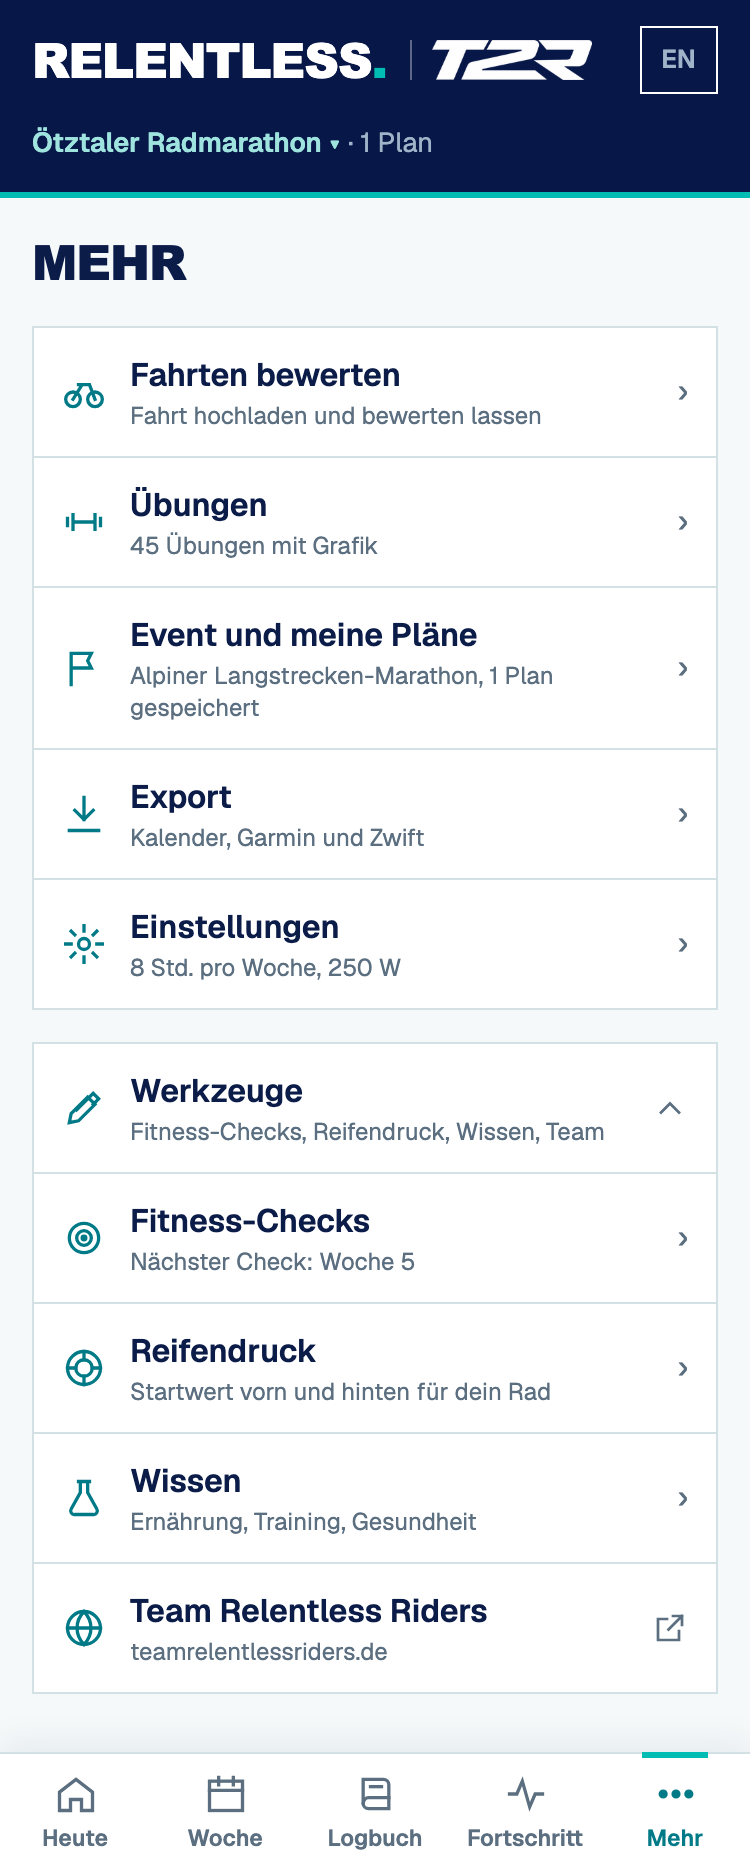 RELENTLESS. T2R EN
Ötztaler Radmarathon ▾ · 1 Plan
MEHR
Fahrten bewerten
Fahrt hochladen und bewerten lassen
Übungen
45 Übungen mit Grafik
Event und meine Pläne
Alpiner Langstrecken-Marathon, 1 Plan
gespeichert
Export
Kalender, Garmin und Zwift
Einstellungen
8 Std. pro Woche, 250 W
Werkzeuge
Fitness-Checks, Reifendruck, Wissen, Team
Fitness-Checks
Nächster Check: Woche 5
Reifendruck
Startwert vorn und hinten für dein Rad
Wissen
Ernährung, Training, Gesundheit
Team Relentless Riders
teamrelentlessriders.de
Heute Woche Logbuch Fortschritt Mehr